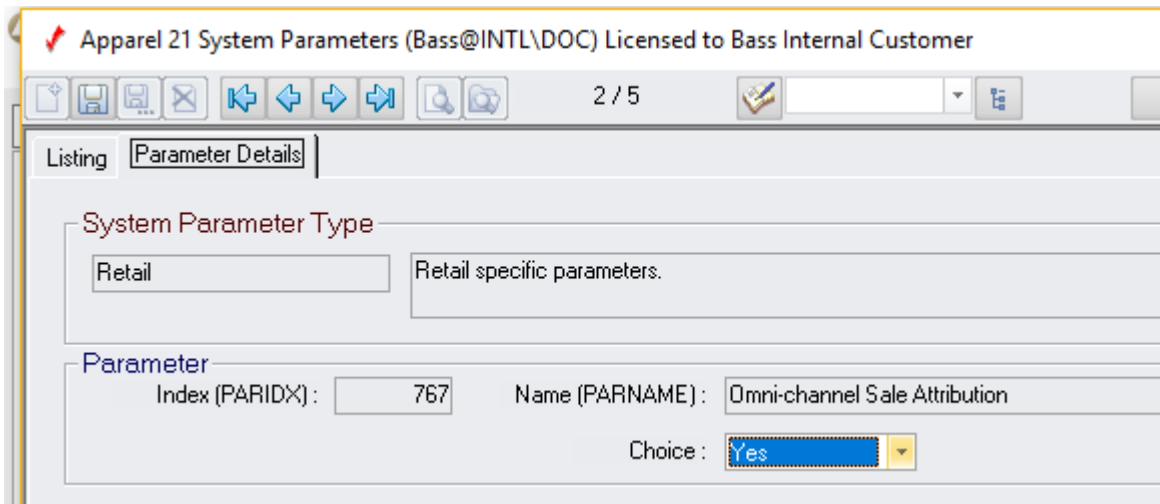 Apparel 21 System Parameters (Bass@INTL\DOC) Licensed to Bass Internal Customer
2 / 5
Listing Parameter Details
System Parameter Type
Retail Retail specific parameters.
Parameter
Index (PARIDX) : 767 Name (PARNAME) : Omni-channel Sale Attribution
Choice : Yes